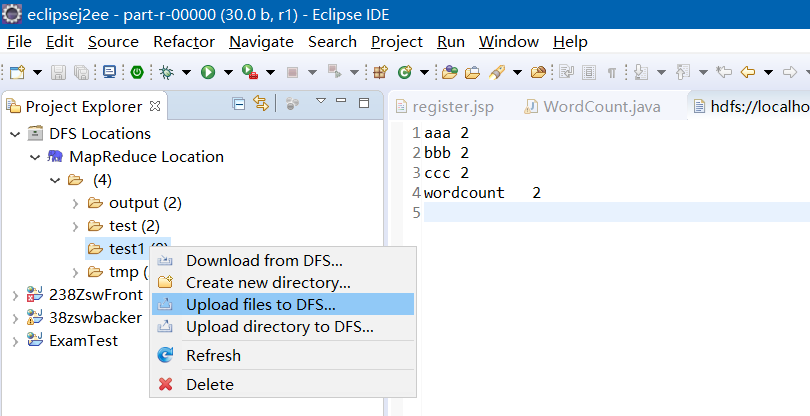 eclipsej2ee - part-r-00000 (30.0 b, r1) - Eclipse IDE
File Edit Source Refactor Navigate Search Project Run Window Help
Project Explorer
register.jsp WordCount.java hdfs://localho
DFS Locations
MapReduce Location
(4)
output (2)
test (2)
test1
tmp (
238ZswFront
38zswbacker
ExamTest
Download from DFS...
Create new directory...
Upload files to DFS...
Upload directory to DFS...
Refresh
Delete
1 aaa 2
2 bbb 2
3 ccc 2
4 wordcount 2
5